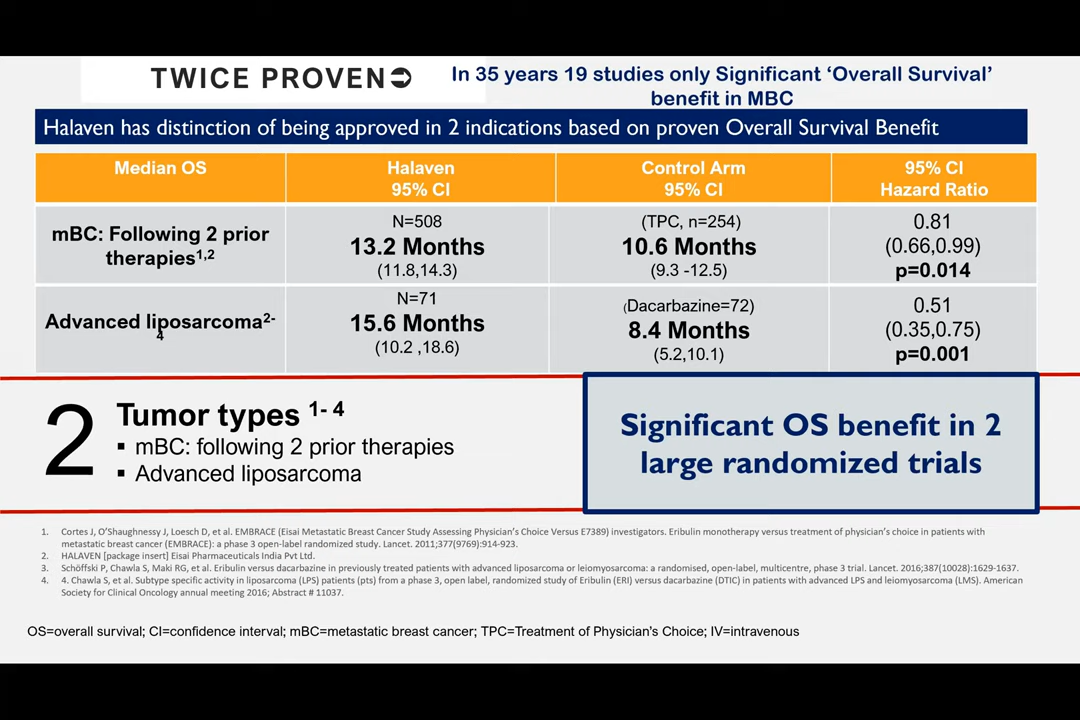 TWICE PROVEN➲
In 35 years 19 studies only Significant ‘Overall Survival’
benefit in MBC
Halaven has distinction of being approved in 2 indications based on proven Overall Survival Benefit
Median OS
Halaven
95% CI
Control Arm
95% CI
95% CI
Hazard Ratio
mBC: Following 2 prior
therapies1,2
N=508
13.2 Months
(11.8,14.3)
(TPC, n=254)
10.6 Months
(9.3 -12.5)
0.81
(0.66,0.99)
p=0.014
Advanced liposarcoma2-
4
N=71
15.6 Months
(10.2 ,18.6)
(Dacarbazine=72)
8.4 Months
(5.2,10.1)
0.51
(0.35,0.75)
p=0.001
2
Tumor types 1- 4
▪ mBC: following 2 prior therapies
▪ Advanced liposarcoma
Significant OS benefit in 2
large randomized trials
1. Cortes J, O’Shaughnessy J, Loesch D, et al. EMBRACE (Eisai Metastatic Breast Cancer Study Assessing Physician’s Choice Versus E7389) investigators. Eribulin monotherapy versus treatment of physician’s choice in patients with
metastatic breast cancer (EMBRACE): a phase 3 open-label randomized study. Lancet. 2011;377(9769):914-923.
2. HALAVEN [package insert] Eisai Pharmaceuticals India Pvt Ltd.
3. Schöffski P, Chawla S, Maki RG, et al. Eribulin versus dacarbazine in previously treated patients with advanced liposarcoma or leiomyosarcoma: a randomised, open-label, multicentre, phase 3 trial. Lancet. 2016;387(10028):1629-1637.
4. 4. Chawla S, et al. Subtype specific activity in liposarcoma (LPS) patients (pts) from a phase 3, open label, randomized study of Eribulin (ERI) versus dacarbazine (DTIC) in patients with advanced LPS and leiomyosarcoma (LMS). American
Society for Clinical Oncology annual meeting 2016; Abstract # 11037.
OS=overall survival; CI=confidence interval; mBC=metastatic breast cancer; TPC=Treatment of Physician’s Choice; IV=intravenous